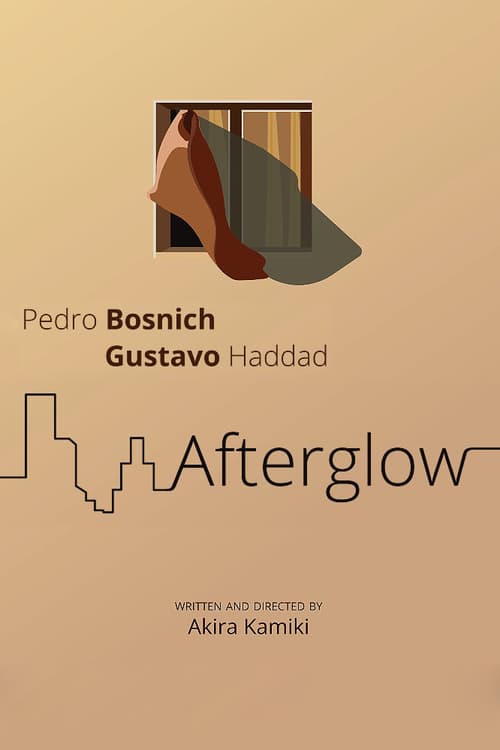 Pedro Bosnich
Gustavo Haddad
Afterglow
WRITTEN AND DIRECTED BY
Akira Kamiki